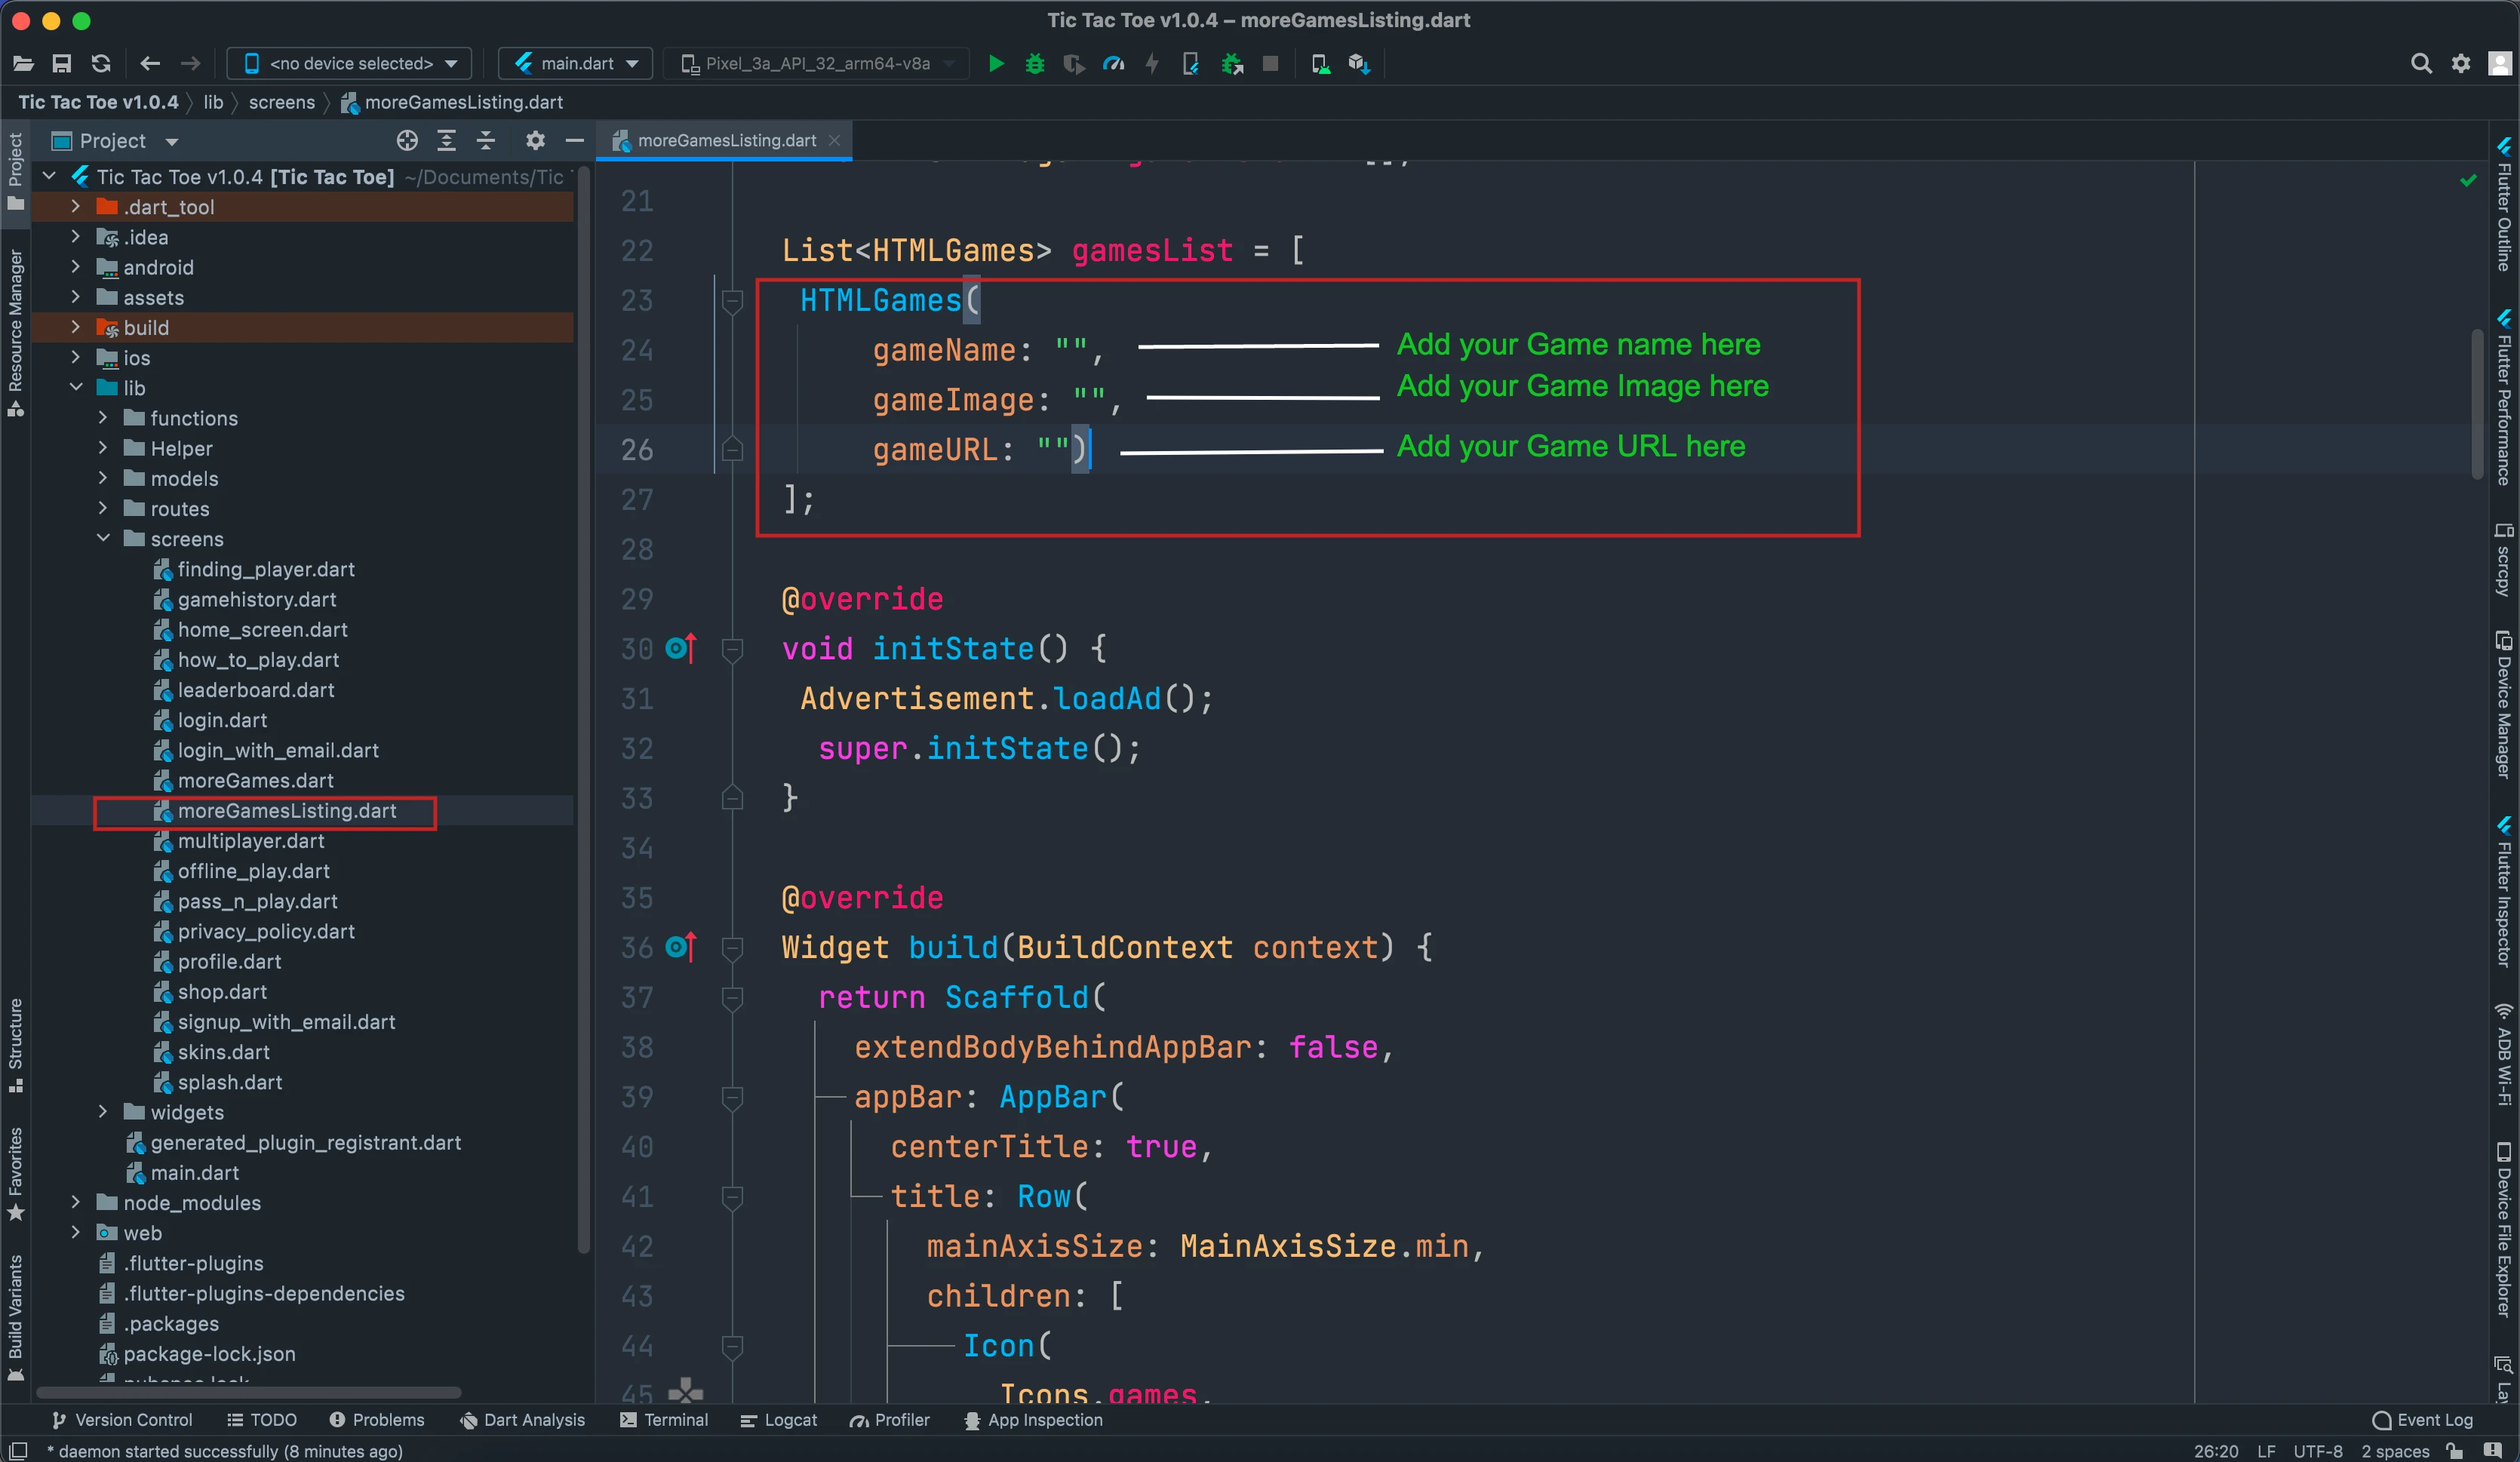 Tic Tac Toe v1.0.4 – moreGamesListing.dart
<no device selected>
main.dart
Pixel_3a_API_32_arm64-v8a
Tic Tac Toe v1.0.4
lib
screens
moreGamesListing.dart
Project
Resource Manager
Structure
Favorites
Build Variants
Project
Tic Tac Toe v1.0.4 [Tic Tac Toe] ~/Documents/Tic
.dart_tool
.idea
android
assets
build
ios
lib
functions
Helper
models
routes
screens
finding_player.dart
gamehistory.dart
home_screen.dart
how_to_play.dart
leaderboard.dart
login.dart
login_with_email.dart
moreGames.dart
moreGamesListing.dart
multiplayer.dart
offline_play.dart
pass_n_play.dart
privacy_policy.dart
profile.dart
shop.dart
signup_with_email.dart
skins.dart
splash.dart
widgets
generated_plugin_registrant.dart
main.dart
node_modules
web
.flutter-plugins
.flutter-plugins-dependencies
.packages
package-lock.json
moreGamesListing.dart
21
22 List<HTMLGames> gamesList = [
23 HTMLGames(
24 gameName: "", Add your Game name here
25 gameImage: "", Add your Game Image here
26 gameURL: "") Add your Game URL here
27 ];
28
29 @override
30 void initState() {
31 Advertisement.loadAd();
32 super.initState();
33 }
34
35 @override
36 Widget build(BuildContext context) {
37 return Scaffold(
38 extendBodyBehindAppBar: false,
39 appBar: AppBar(
40 centerTitle: true,
41 title: Row(
42 mainAxisSize: MainAxisSize.min,
43 children: [
44 Icon(
45 Icons.games,
Flutter Outline
Flutter Performance
scrcpy
Device Manager
Flutter Inspector
ADB Wi-Fi
Device File Explorer
Version Control
TODO
Problems
Dart Analysis
Terminal
Logcat
Profiler
App Inspection
Event Log
* daemon started successfully (8 minutes ago)
26:20
LF
UTF-8
2 spaces